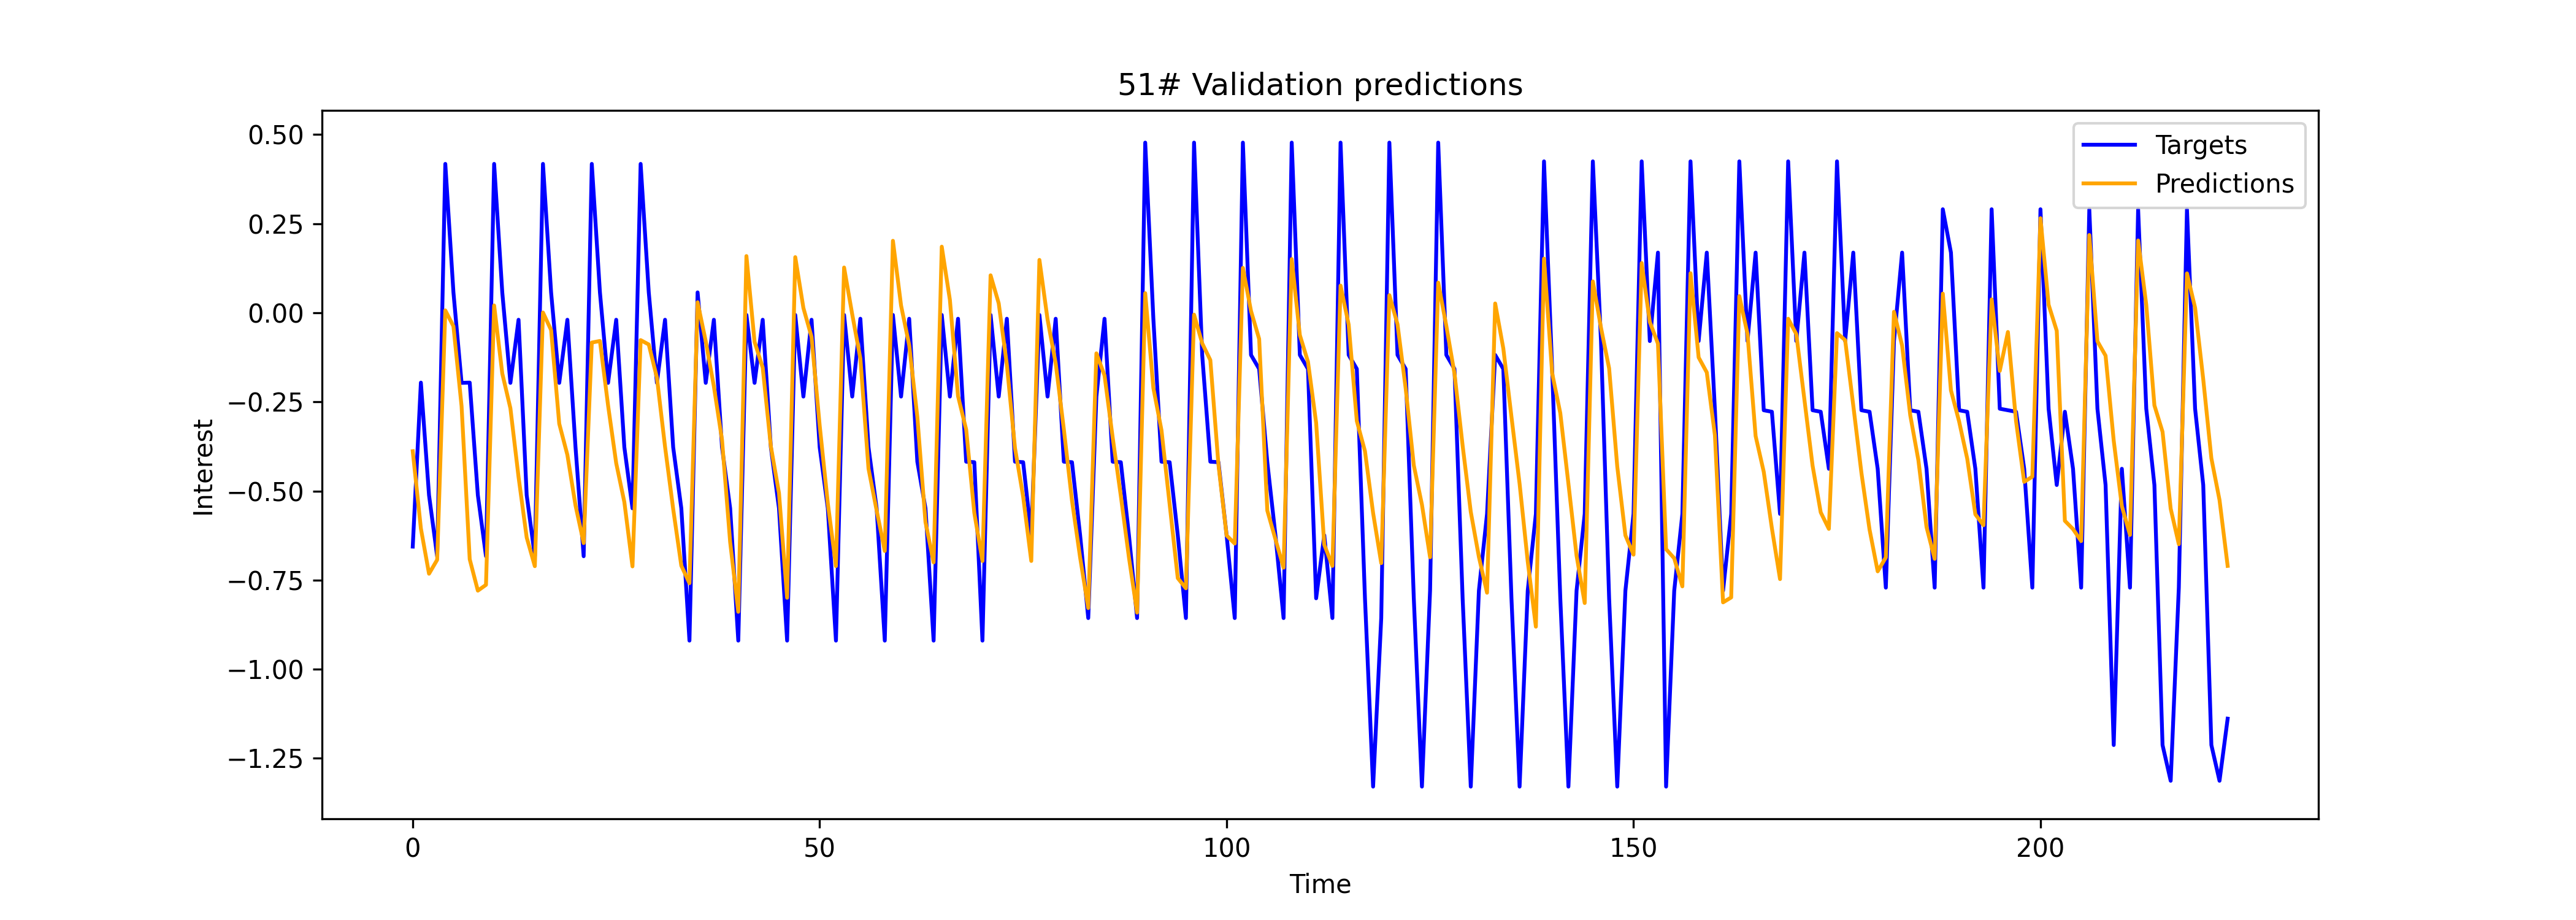 51# Validation predictions
Targets
Predictions
Interest
0.50
0.25
0.00
−0.25
−0.50
−0.75
−1.00
−1.25
0 50 100 150 200
Time